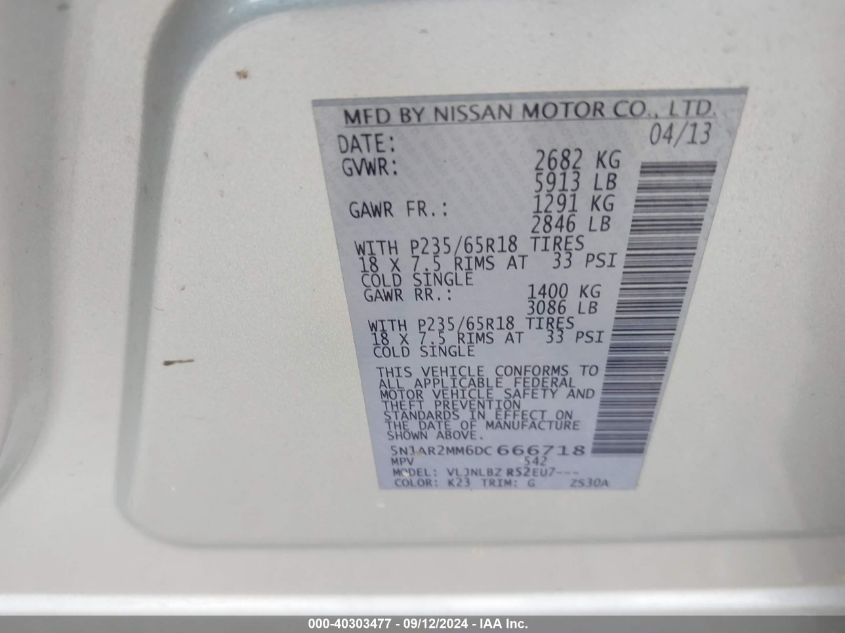 MFD BY NISSAN MOTOR CO., LTD.
DATE: 04/13
GVWR: 2682 KG
5913 LB
GAWR FR.: 1291 KG
2846 LB
WITH P235/65R18 TIRES
18 X 7.5 RIMS AT 33 PSI
COLD SINGLE
GAWR RR.: 1400 KG
3086 LB
WITH P235/65R18 TIRES
18 X 7.5 RIMS AT 33 PSI
COLD SINGLE
THIS VEHICLE CONFORMS TO
ALL APPLICABLE FEDERAL
MOTOR VEHICLE SAFETY AND
THEFT PREVENTION
STANDARDS IN EFFECT ON
THE DATE OF MANUFACTURE
SHOWN ABOVE.
5N1AR2MM6DC666718
MPV 542
MODEL: VLJNLBZ R52EU7---
COLOR: K23 TRIM: G ZS30A
000-40303477 - 09/12/2024 - IAA Inc.